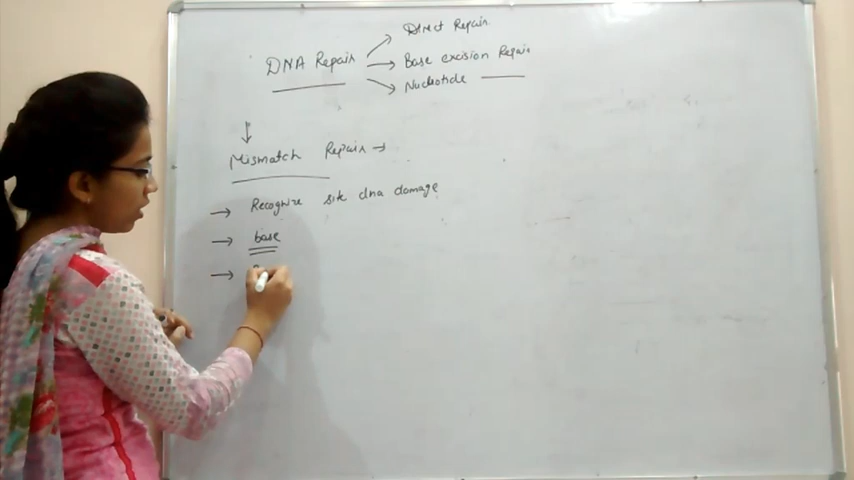 Direct Repair
DNA Repair
Base excision Repair
Nucleotide
Mismatch Repair →
→ Recognize site dna damage
→ base
→